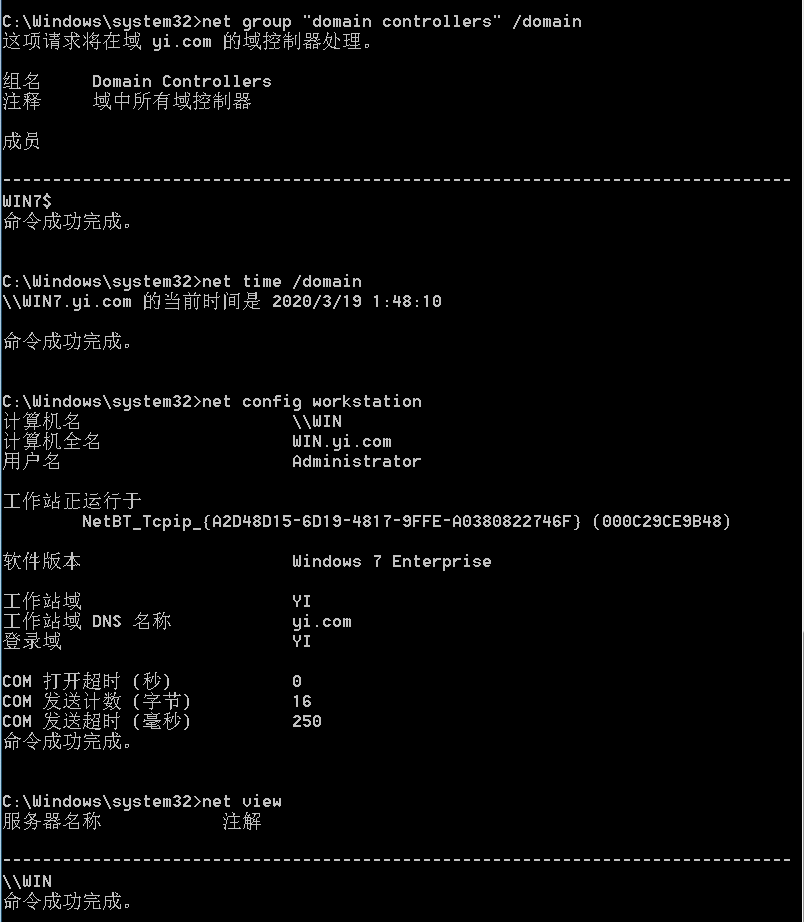 C:\Windows\system32>net group "domain controllers" /domain
这项请求将在域 yi.com 的域控制器处理。
组名     Domain Controllers
注释     域中所有域控制器
成员
-------------------------------------------------------------------------------
WIN7$
命令成功完成。
C:\Windows\system32>net time /domain
\\WIN7.yi.com 的当前时间是 2020/3/19 1:48:10
命令成功完成。
C:\Windows\system32>net config workstation
计算机名                     \\WIN
计算机全名                   WIN.yi.com
用户名                       Administrator
工作站正运行于
        NetBT_Tcpip_{A2D48D15-6D19-4817-9FFE-A0380822746F} (000C29CE9B48)
软件版本                     Windows 7 Enterprise
工作站域                     YI
工作站域 DNS 名称            yi.com
登录域                       YI
COM 打开超时 (秒)            0
COM 发送计数 (字节)          16
COM 发送超时 (毫秒)          250
命令成功完成。
C:\Windows\system32>net view
服务器名称            注解
-------------------------------------------------------------------------------
\\WIN
命令成功完成。